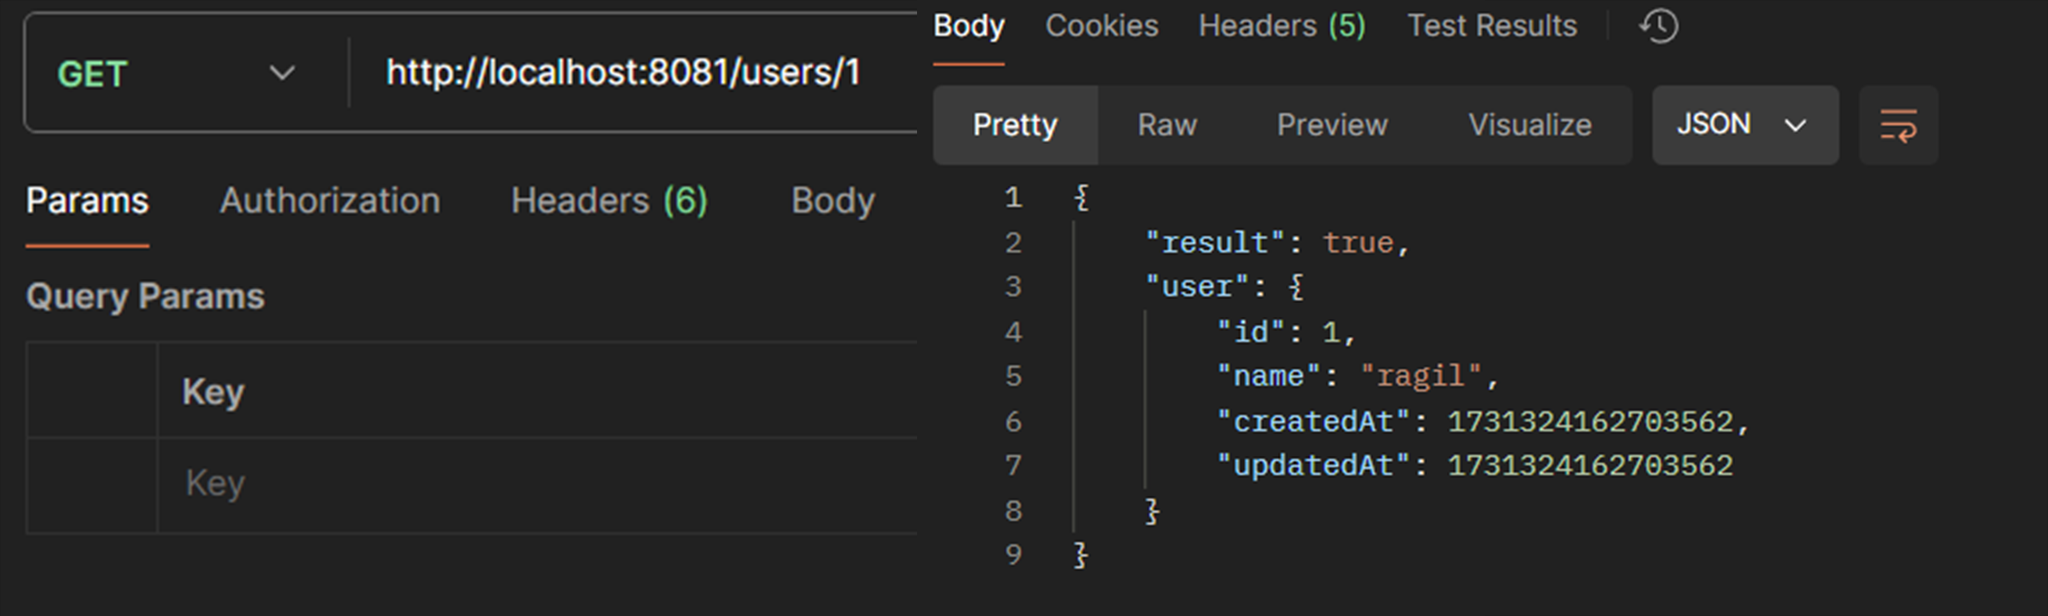 GET http://localhost:8081/users/1
Params Authorization Headers (6) Body
Query Params
Key
Key
Body Cookies Headers (5) Test Results
Pretty Raw Preview Visualize JSON
1 {
2 "result": true,
3 "user": {
4 "id": 1,
5 "name": "ragil",
6 "createdAt": 1731324162703562,
7 "updatedAt": 1731324162703562
8 }
9 }